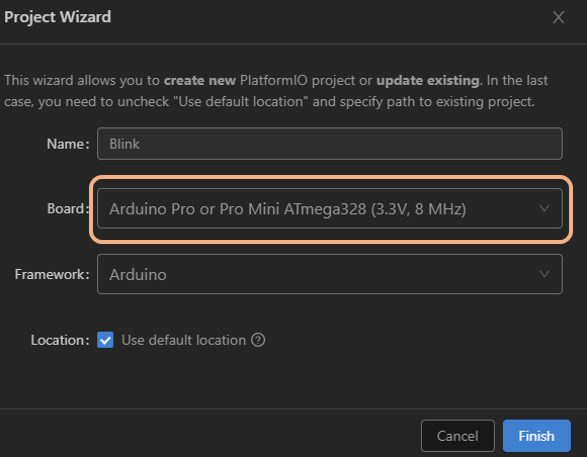 Project Wizard
This wizard allows you to create new PlatformIO project or update existing. In the last
case, you need to uncheck "Use default location" and specify path to existing project.
Name: Blink
Board: Arduino Pro or Pro Mini ATmega328 (3.3V, 8 MHz)
Framework: Arduino
Location: Use default location
Cancel Finish